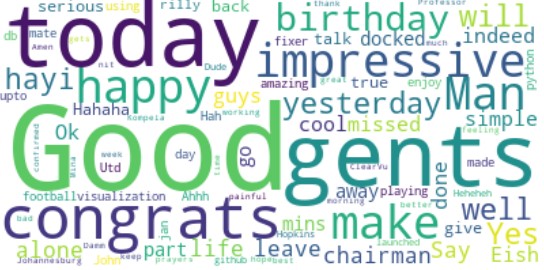 serious using rilly back
today birthday will
db mate gets fixer talk docked indeed
Amen impressive
nit much python
hayi happy Dude amazing true great enjoy
upto guys yesterday Man
Hahaha Hah working simple
Kompela cool missed feeling
Good gents
Ok confirmed Nina
week day time go ClearVu made
Utd done
football visualization Ahhh painful away playing Heheheh
morning better
congrats make well
bad jan mins Hopkins give Yes
alone Damm part life leave launched Say Eish
chairman
Johannesburg John keep prayers github hope best
thank Professor